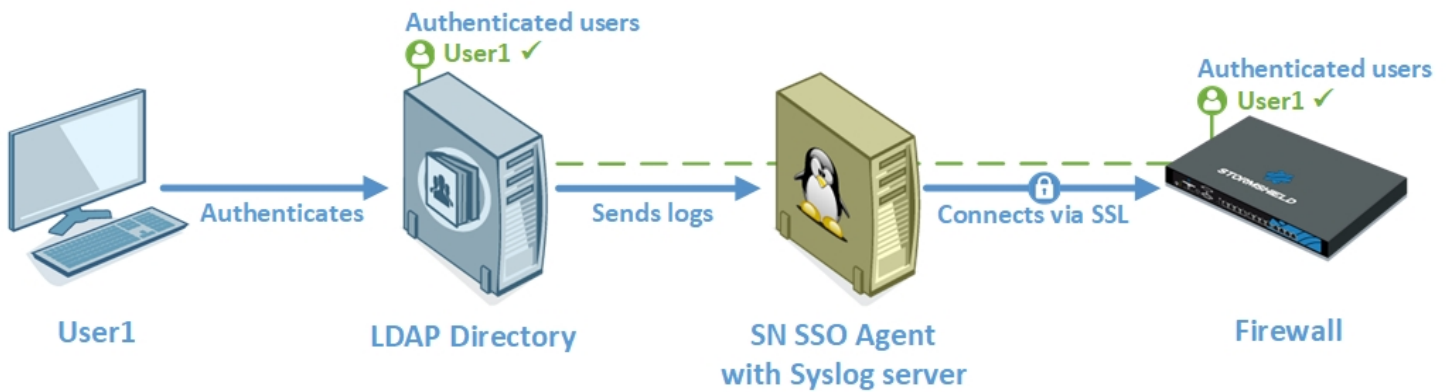 Authenticated users
User1 ✓
Authenticated users
User1 ✓
STORMSHIELD
Authenticates
Sends logs
Connects via SSL
User1
LDAP Directory
SN SSO Agent
with Syslog server
Firewall